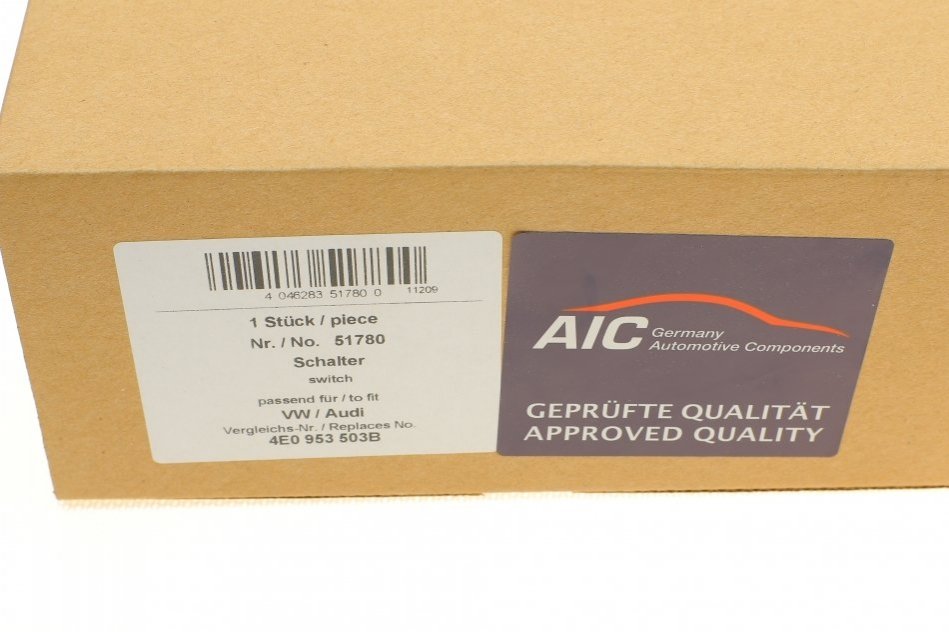 4 046283 51780 0 11209
1 Stück / piece
Nr. / No. 51780
Schalter
switch
passend für / to fit
VW / Audi
Vergleichs-Nr. / Replaces No.
4E0 953 503B
AIC Germany
Automotive Components
GEPRÜFTE QUALITÄT
APPROVED QUALITY